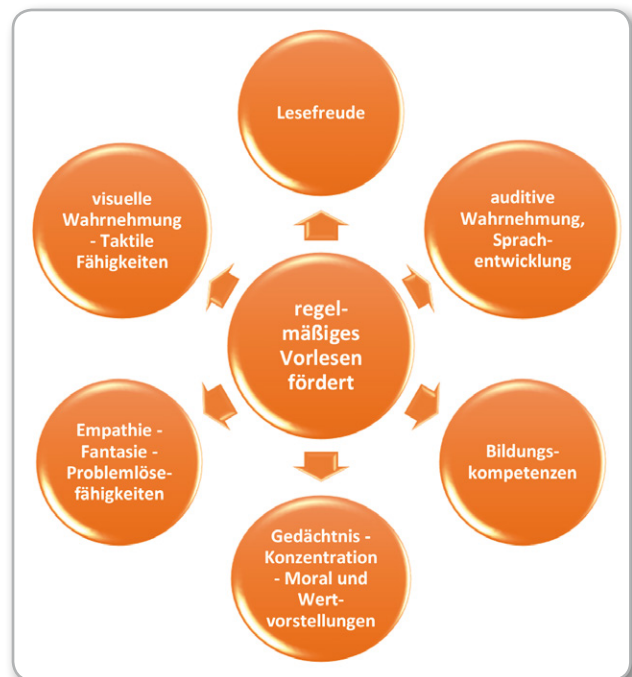 Lesefreude
auditive
Wahrnehmung,
Sprach-
entwicklung
Bildungs-
kompetenzen
Gedächtnis -
Konzentration
- Moral und
Wert-
vorstellungen
Empathie -
Fantasie -
Problemlöse-
fähigkeiten
visuelle
Wahrnehmung
- Taktile
Fähigkeiten
regel-
mäßiges
Vorlesen
fördert